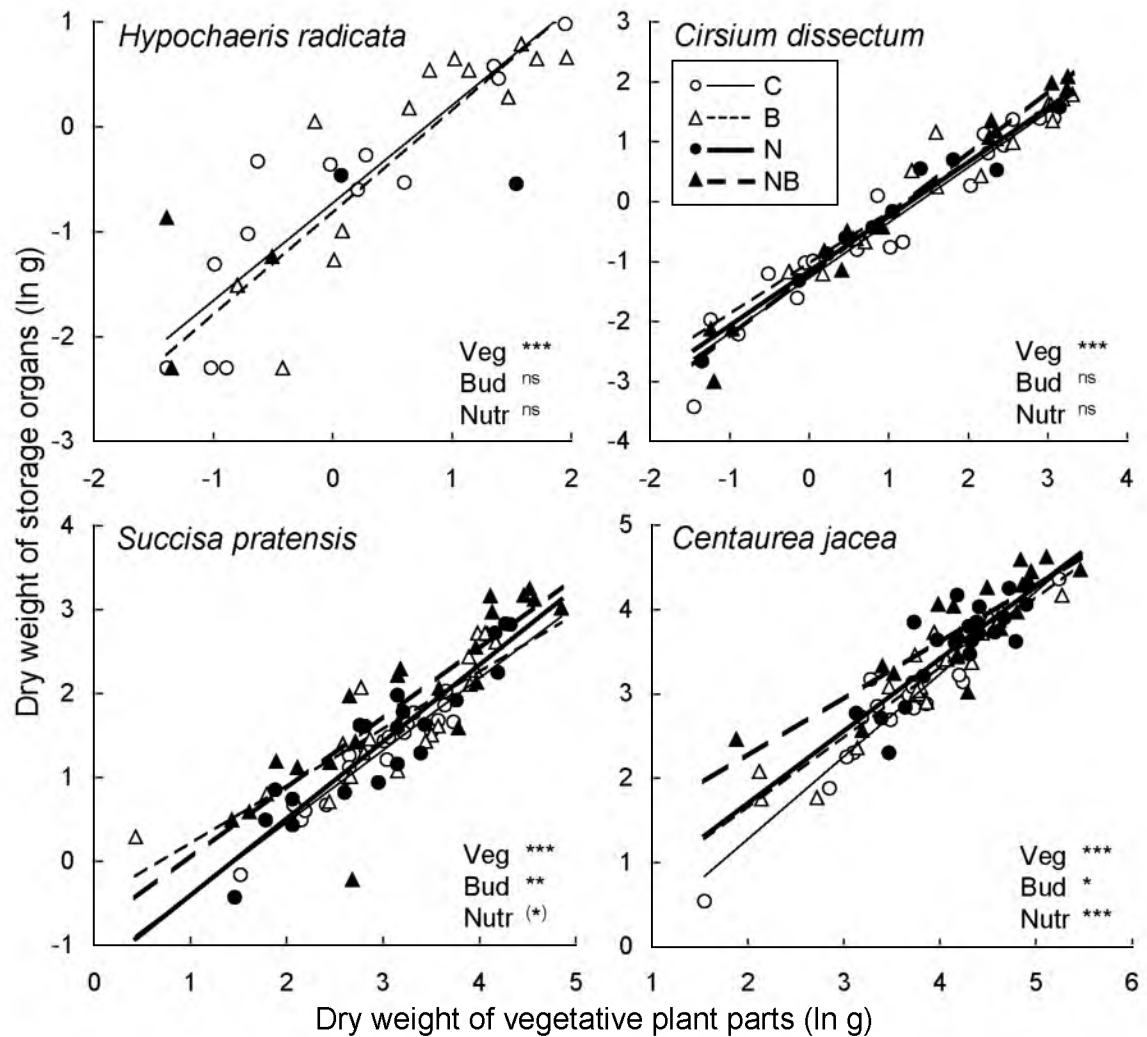 Dry weight of storage organs (ln g)
Hypochaeris radicata
1
0
-1
-2
-3
-2
-1
0
1
2
Veg ***
Bud ns
Nutr ns
Cirsium dissectum
C
B
N
NB
3
2
1
0
-1
-2
-3
-4
-2
-1
0
1
2
3
4
Veg ***
Bud ns
Nutr ns
Succisa pratensis
4
3
2
1
0
-1
0
1
2
3
4
5
Veg ***
Bud **
Nutr (*)
Centaurea jacea
5
4
3
2
1
0
1
2
3
4
5
6
Veg ***
Bud *
Nutr ***
Dry weight of vegetative plant parts (ln g)